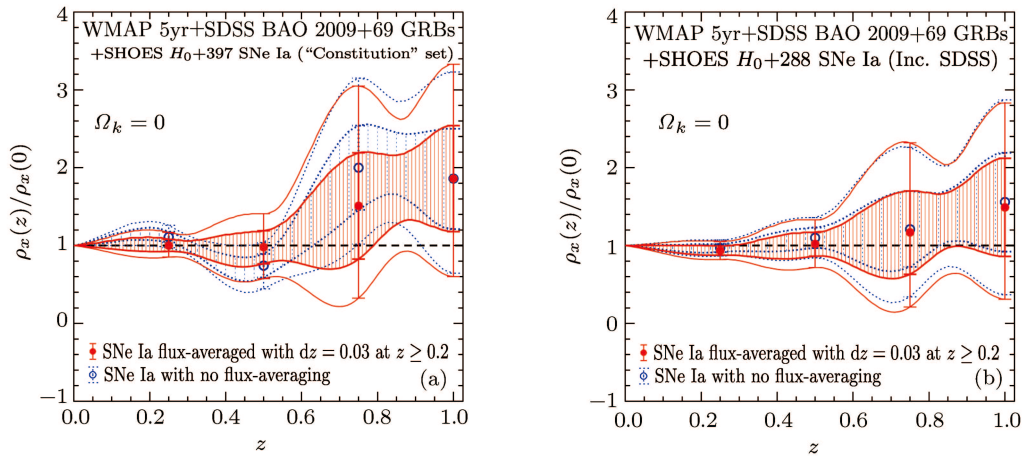 WMAP 5yr+SDSS BAO 2009+69 GRBs
+SHOES H₀+397 SNe Ia ("Constitution" set)
Ωₖ = 0
ρₓ(z)/ρₓ(0)
4
3
2
1
0
−1
SNe Ia flux-averaged with dz = 0.03 at z ≥ 0.2
SNe Ia with no flux-averaging
(a)
0.0 0.2 0.4 0.6 0.8 1.0
z
WMAP 5yr+SDSS BAO 2009+69 GRBs
+SHOES H₀+288 SNe Ia (Inc. SDSS)
Ωₖ = 0
ρₓ(z)/ρₓ(0)
4
3
2
1
0
−1
SNe Ia flux-averaged with dz = 0.03 at z ≥ 0.2
SNe Ia with no flux-averaging
(b)
0.0 0.2 0.4 0.6 0.8 1.0
z